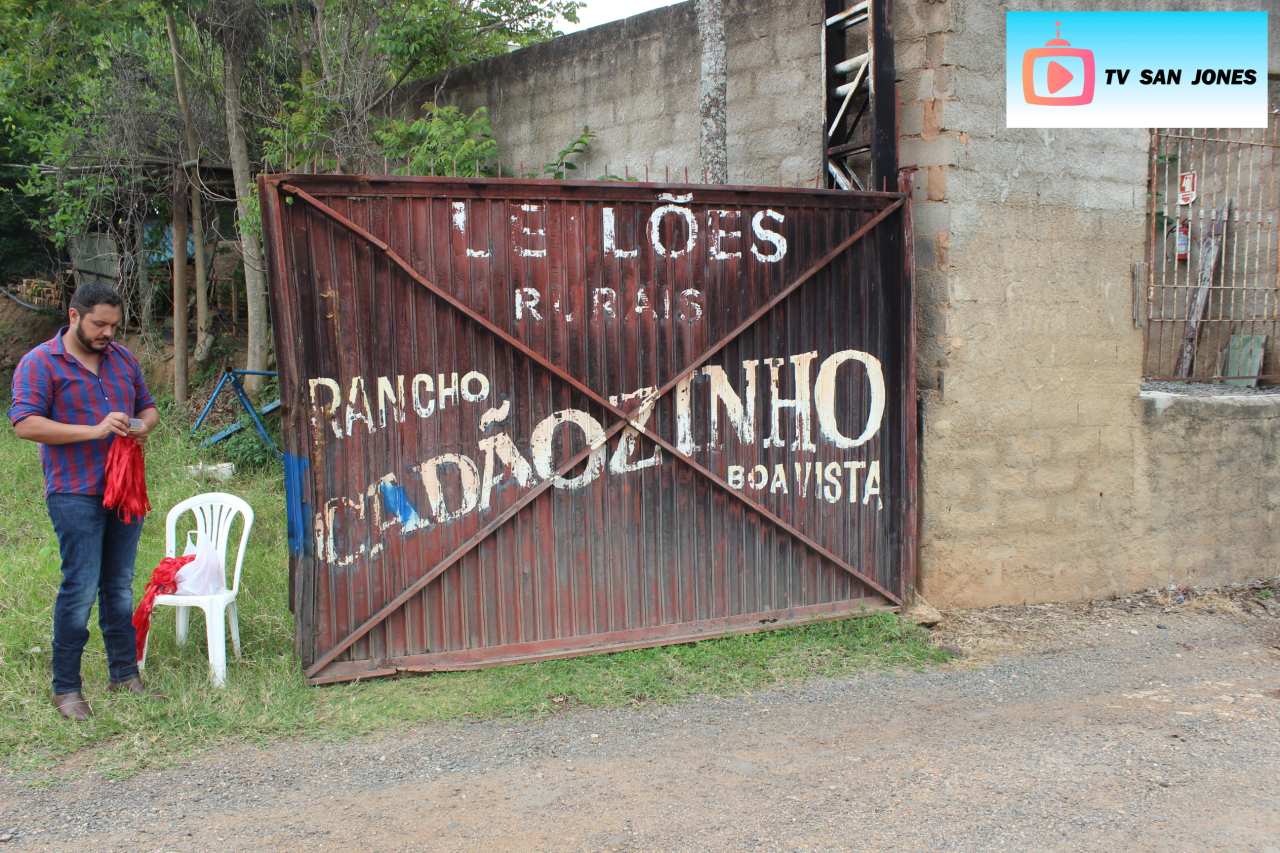 TV SAN JONES
LEILÕES
RURAIS
RANCHO
CADÃOZINHO
BOA VISTA